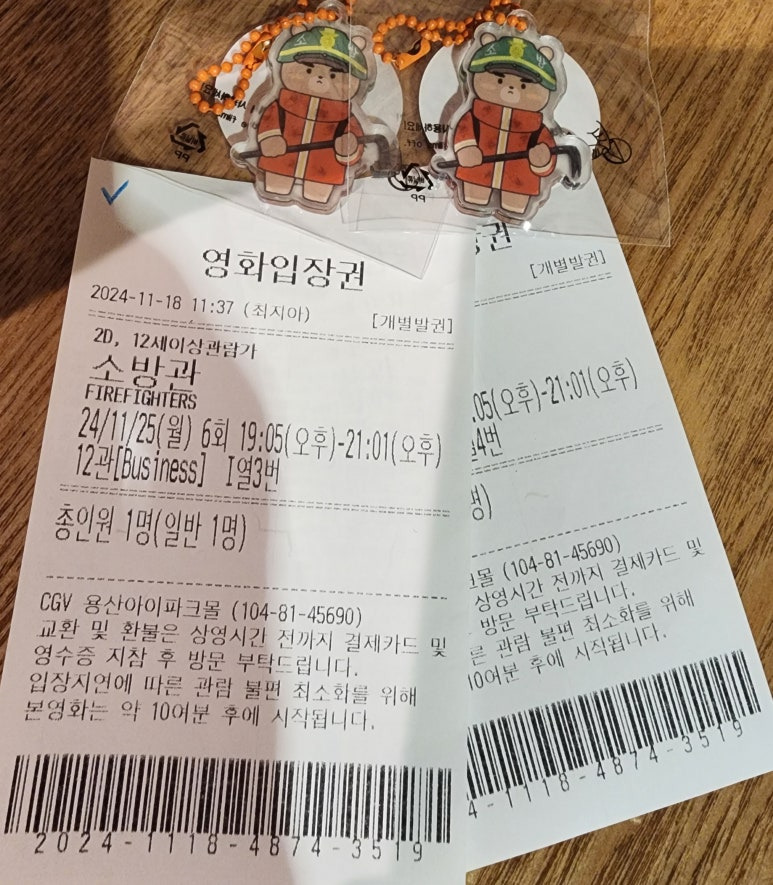 소 방
소 방
PP
PP
영화입장권
2024-11-18 11:37 (최지아)
[개별발권]
2D, 12세이상관람가
소방관
FIREFIGHTERS
24/11/25(월) 6회 19:05(오후)-21:01(오후)
12관[Business] I열3번
총인원 1명(일반 1명)
CGV 용산아이파크몰 (104-81-45690)
교환 및 환불은 상영시간 전까지 결제카드 및
영수증 지참 후 방문 부탁드립니다.
입장지연에 따른 관람 불편 최소화를 위해
본영화는 약 10여분 후에 시작됩니다.
2024-1118-4874-3519
장권
[개별발권]
:05(오후)-21:01(오후)
4번
명)
크몰 (104-81-45690)
상영시간 전까지 결제카드 및
방문 부탁드립니다.
른 관람 불편 최소화를 위해
10여분 후에 시작됩니다.
4-1118-4874-3519